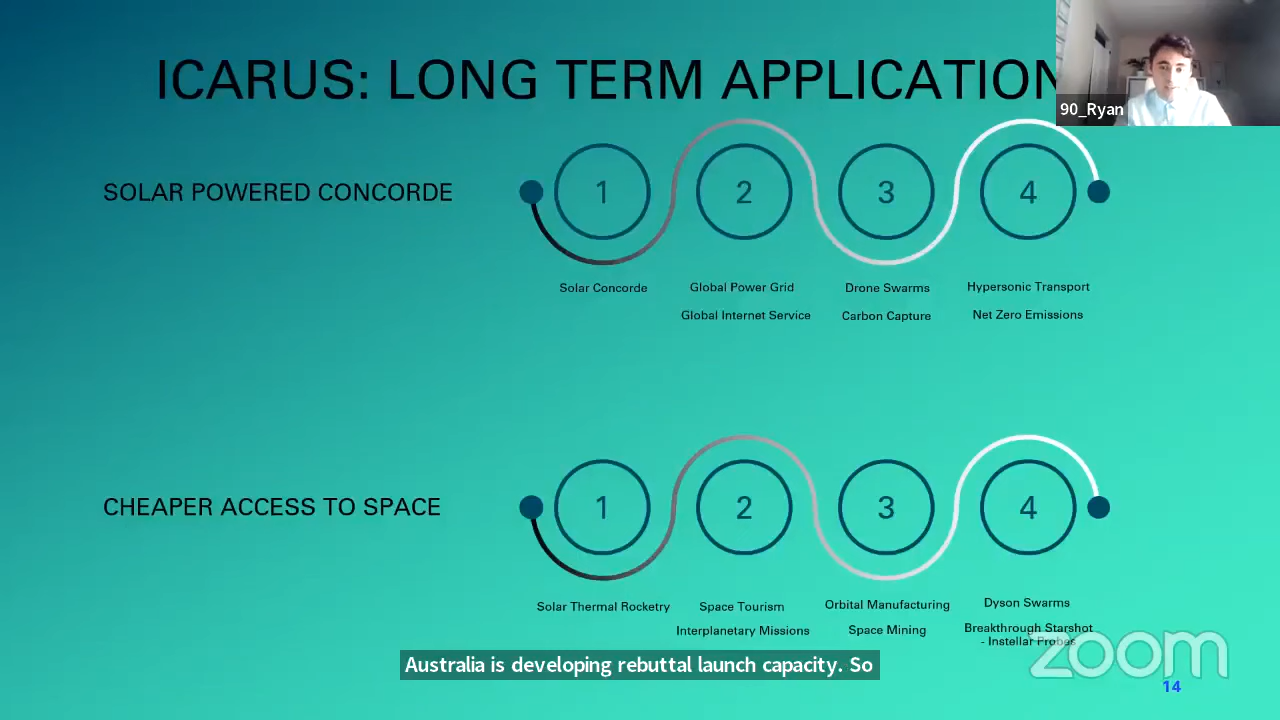 ICARUS: LONG TERM APPLICATION
90_Ryan
SOLAR POWERED CONCORDE
1 2 3 4
Solar Concorde Global Power Grid Drone Swarms Hypersonic Transport
Global Internet Service Carbon Capture Net Zero Emissions
CHEAPER ACCESS TO SPACE
1 2 3 4
Solar Thermal Rocketry Space Tourism Orbital Manufacturing Dyson Swarms
Interplanetary Missions Space Mining Breakthrough Starshot
- Instellar Probes
zoom
Australia is developing rebuttal launch capacity. So
14